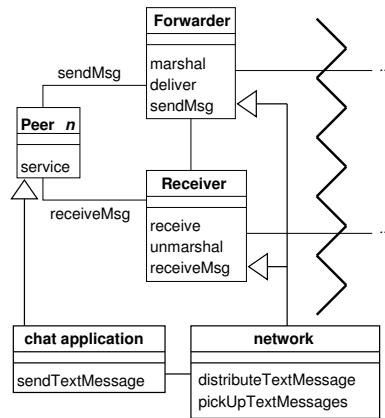 Forwarder
marshal
deliver
sendMsg
sendMsg
Peer n
service
Receiver
receive
unmarshal
receiveMsg
receiveMsg
chat application
sendTextMessage
network
distributeTextMessage
pickUpTextMessages